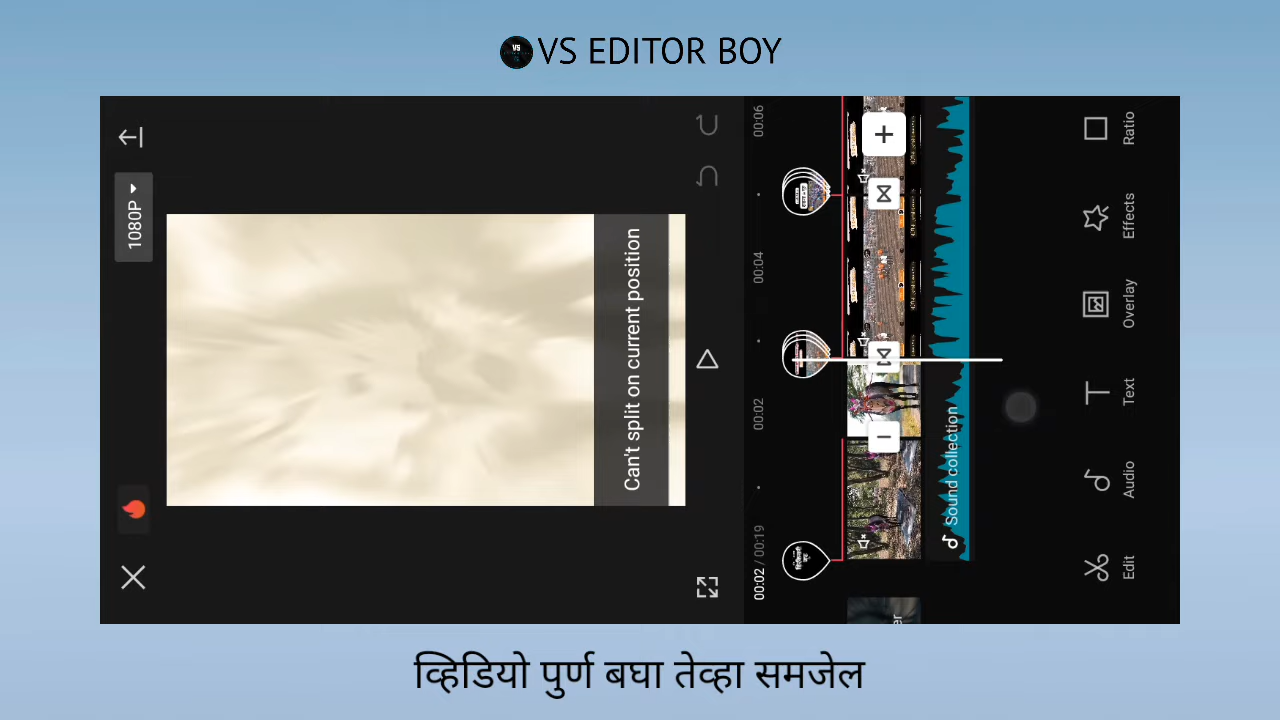 VS EDITOR BOY
1080P
Can't split on current position
00:02 / 00:19
00:02
00:04
00:06
Sound collection
Edit
Audio
Text
Overlay
Effects
Ratio
व्हिडियो पुर्ण बघा तेव्हा समजेल